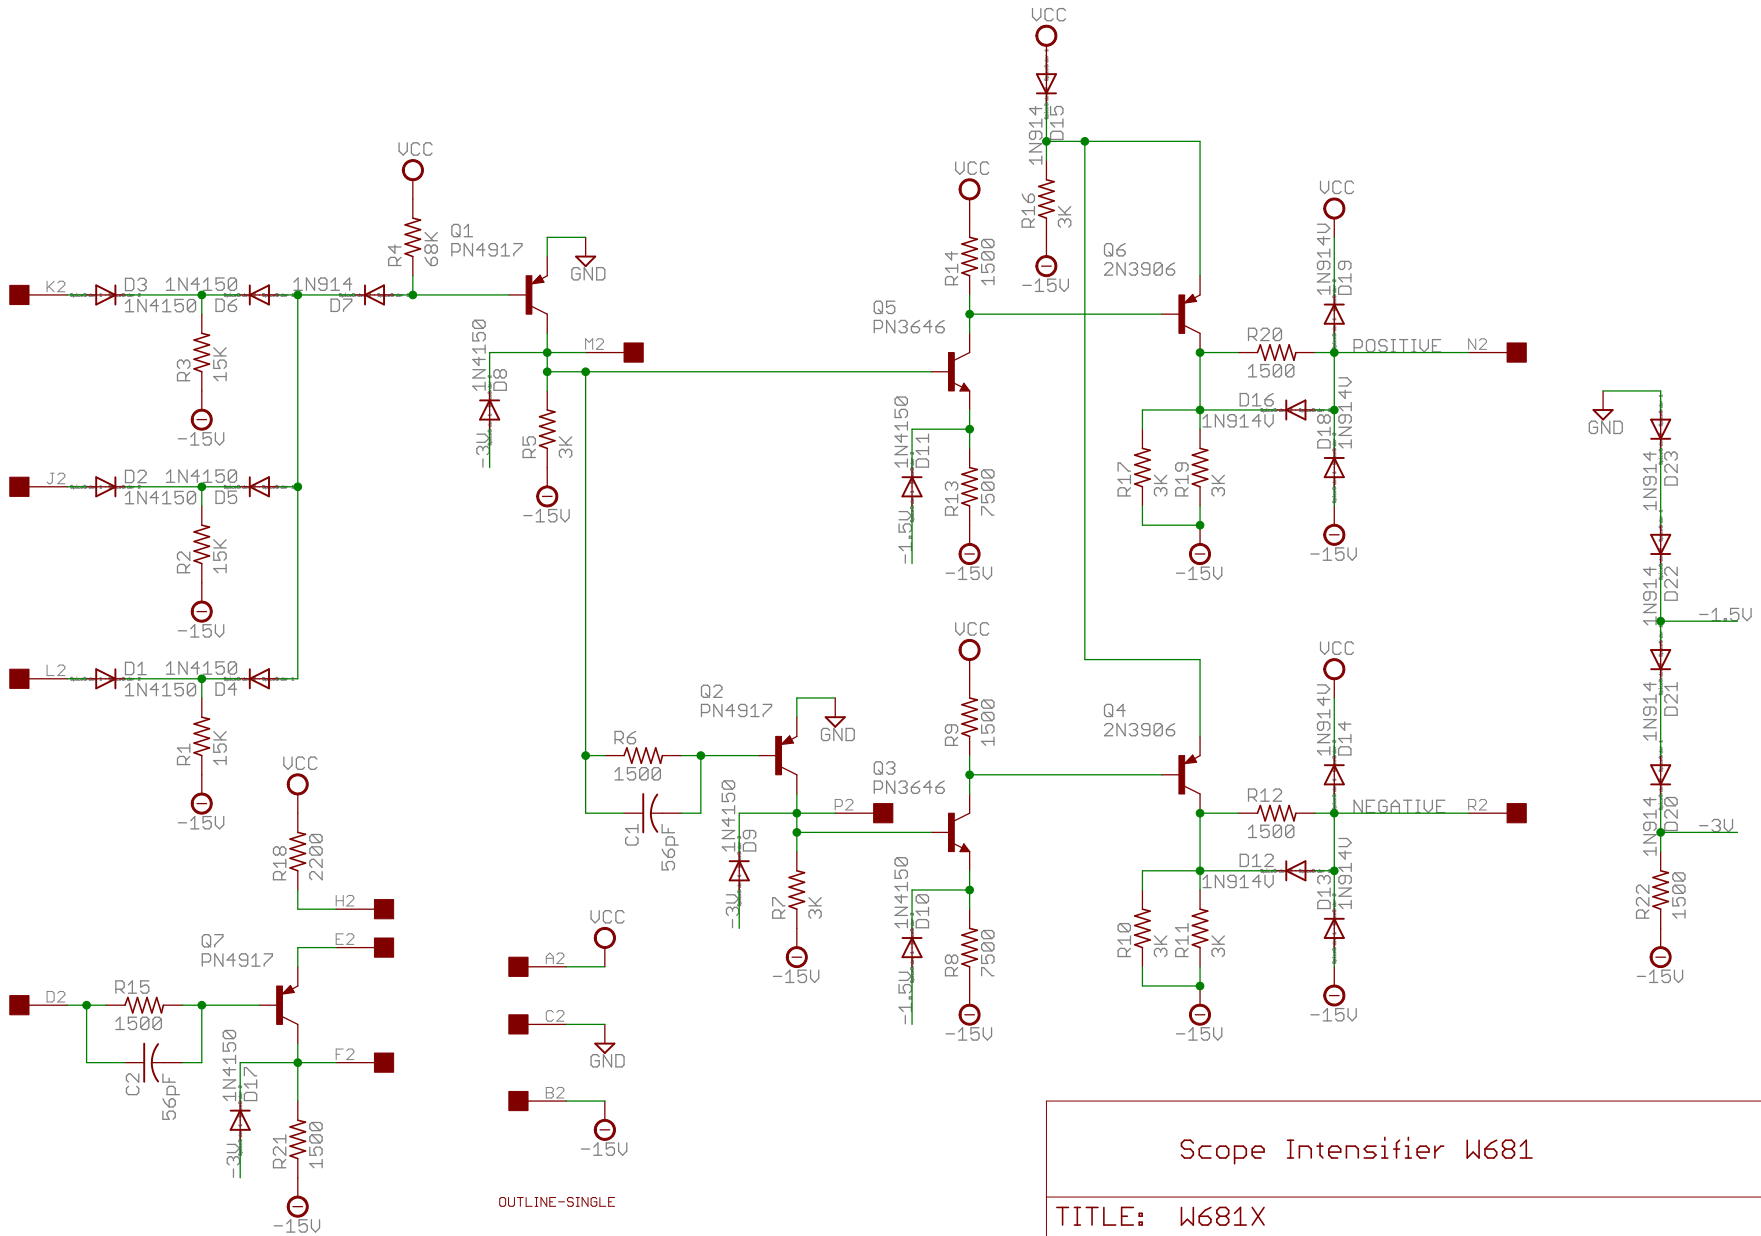 VCC
1N914
D15
R16
3K
-15V
VCC
R4
68K
Q1
PN4917
GND
VCC
R14
1500
Q6
2N3906
VCC
1N914V
D19
K2
D3
1N4150
1N4150
D6
1N914
D7
R3
15K
-15V
M2
1N4150
D8
-3V
R5
3K
-15V
Q5
PN3646
1N4150
D11
-1.5V
R13
7500
-15V
R20
1500
POSITIVE
N2
D16
1N914V
D18
1N914V
R17
3K
R19
3K
-15V
-15V
GND
1N914
D23
1N914
D22
-1.5V
1N914
D21
1N914
D20
-3V
R22
1500
-15V
J2
D2
1N4150
1N4150
D5
R2
15K
-15V
L2
D1
1N4150
1N4150
D4
R1
15K
-15V
VCC
R18
2200
H2
Q7
PN4917
E2
D2
R15
1500
C2
56pF
1N4150
D17
-3V
F2
R21
1500
-15V
R6
1500
C1
56pF
Q2
PN4917
GND
1N4150
D9
-3V
P2
R7
3K
-15V
VCC
R9
1500
Q3
PN3646
1N4150
D10
-1.5V
R8
7500
-15V
Q4
2N3906
VCC
1N914V
D14
R12
1500
NEGATIVE
R2
D12
1N914V
D13
1N914V
R10
3K
R11
3K
-15V
-15V
VCC
A2
C2
GND
B2
-15V
OUTLINE-SINGLE
Scope Intensifier W681
TITLE: W681X